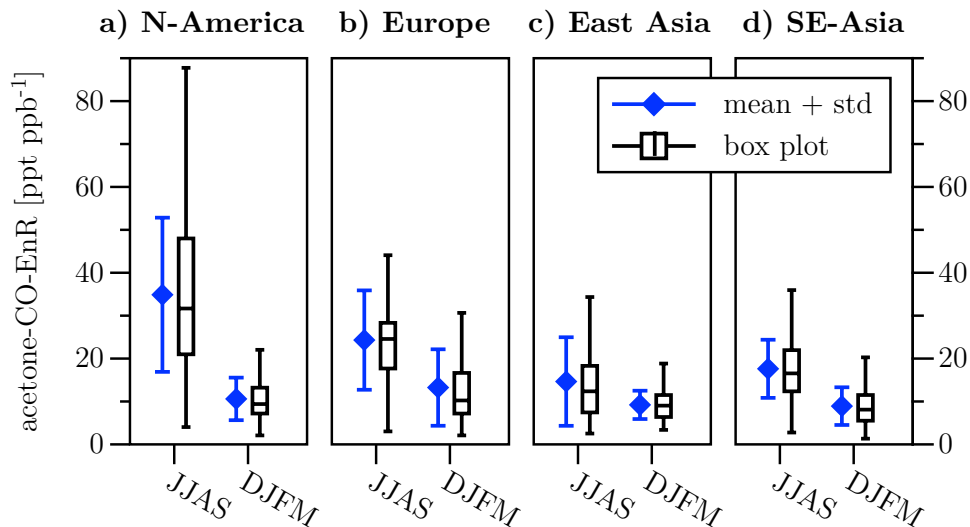 a) N-America b) Europe c) East Asia d) SE-Asia
acetone-CO-EnR [ppt ppb⁻¹]
80 80
60 60
40 40
20 20
0 0
mean + std
box plot
JJAS DJFM JJAS DJFM JJAS DJFM JJAS DJFM